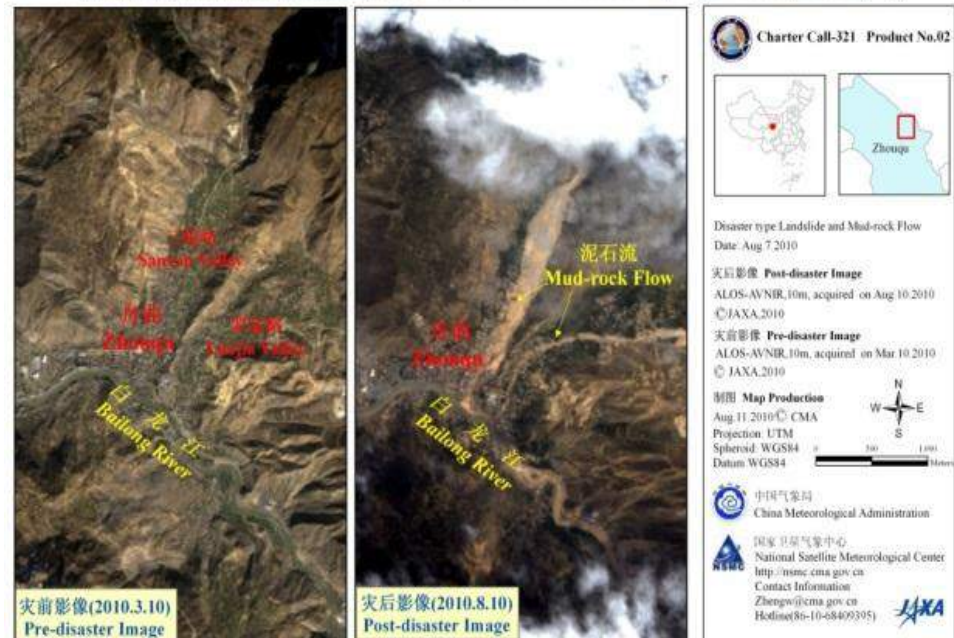 Valley
Zhouqu
Valley
白龙江
Bailong River
灾前影像(2010.3.10)
Pre-disaster Image
泥石流
Mud-rock Flow
Zhouqu
白龙江
Bailong River
灾后影像(2010.8.10)
Post-disaster Image
Charter Call-321 Product No.02
Zhouqu
Disaster type:Landslide and Mud-rock Flow
Date: Aug 7 2010
灾后影像 Post-disaster Image
ALOS-AVNIR,10m, acquired on Aug 10.2010
©JAXA,2010
灾前影像 Pre-disaster Image
ALOS-AVNIR,10m, acquired on Mar 10.2010
© JAXA,2010
制图 Map Production
Aug.11 2010 © CMA
Projection: UTM
Spheroid: WGS84
Datum WGS84
N
W E
S
0 500 1,000
Meters
中国气象局
China Meteorological Administration
国家卫星气象中心
National Satellite Meteorological Center
http://nsmc.cma.gov.cn
Contact Information
Zhengw@cma.gov.cn
Hotline(86-10-68409395)
NSMC
JAXA